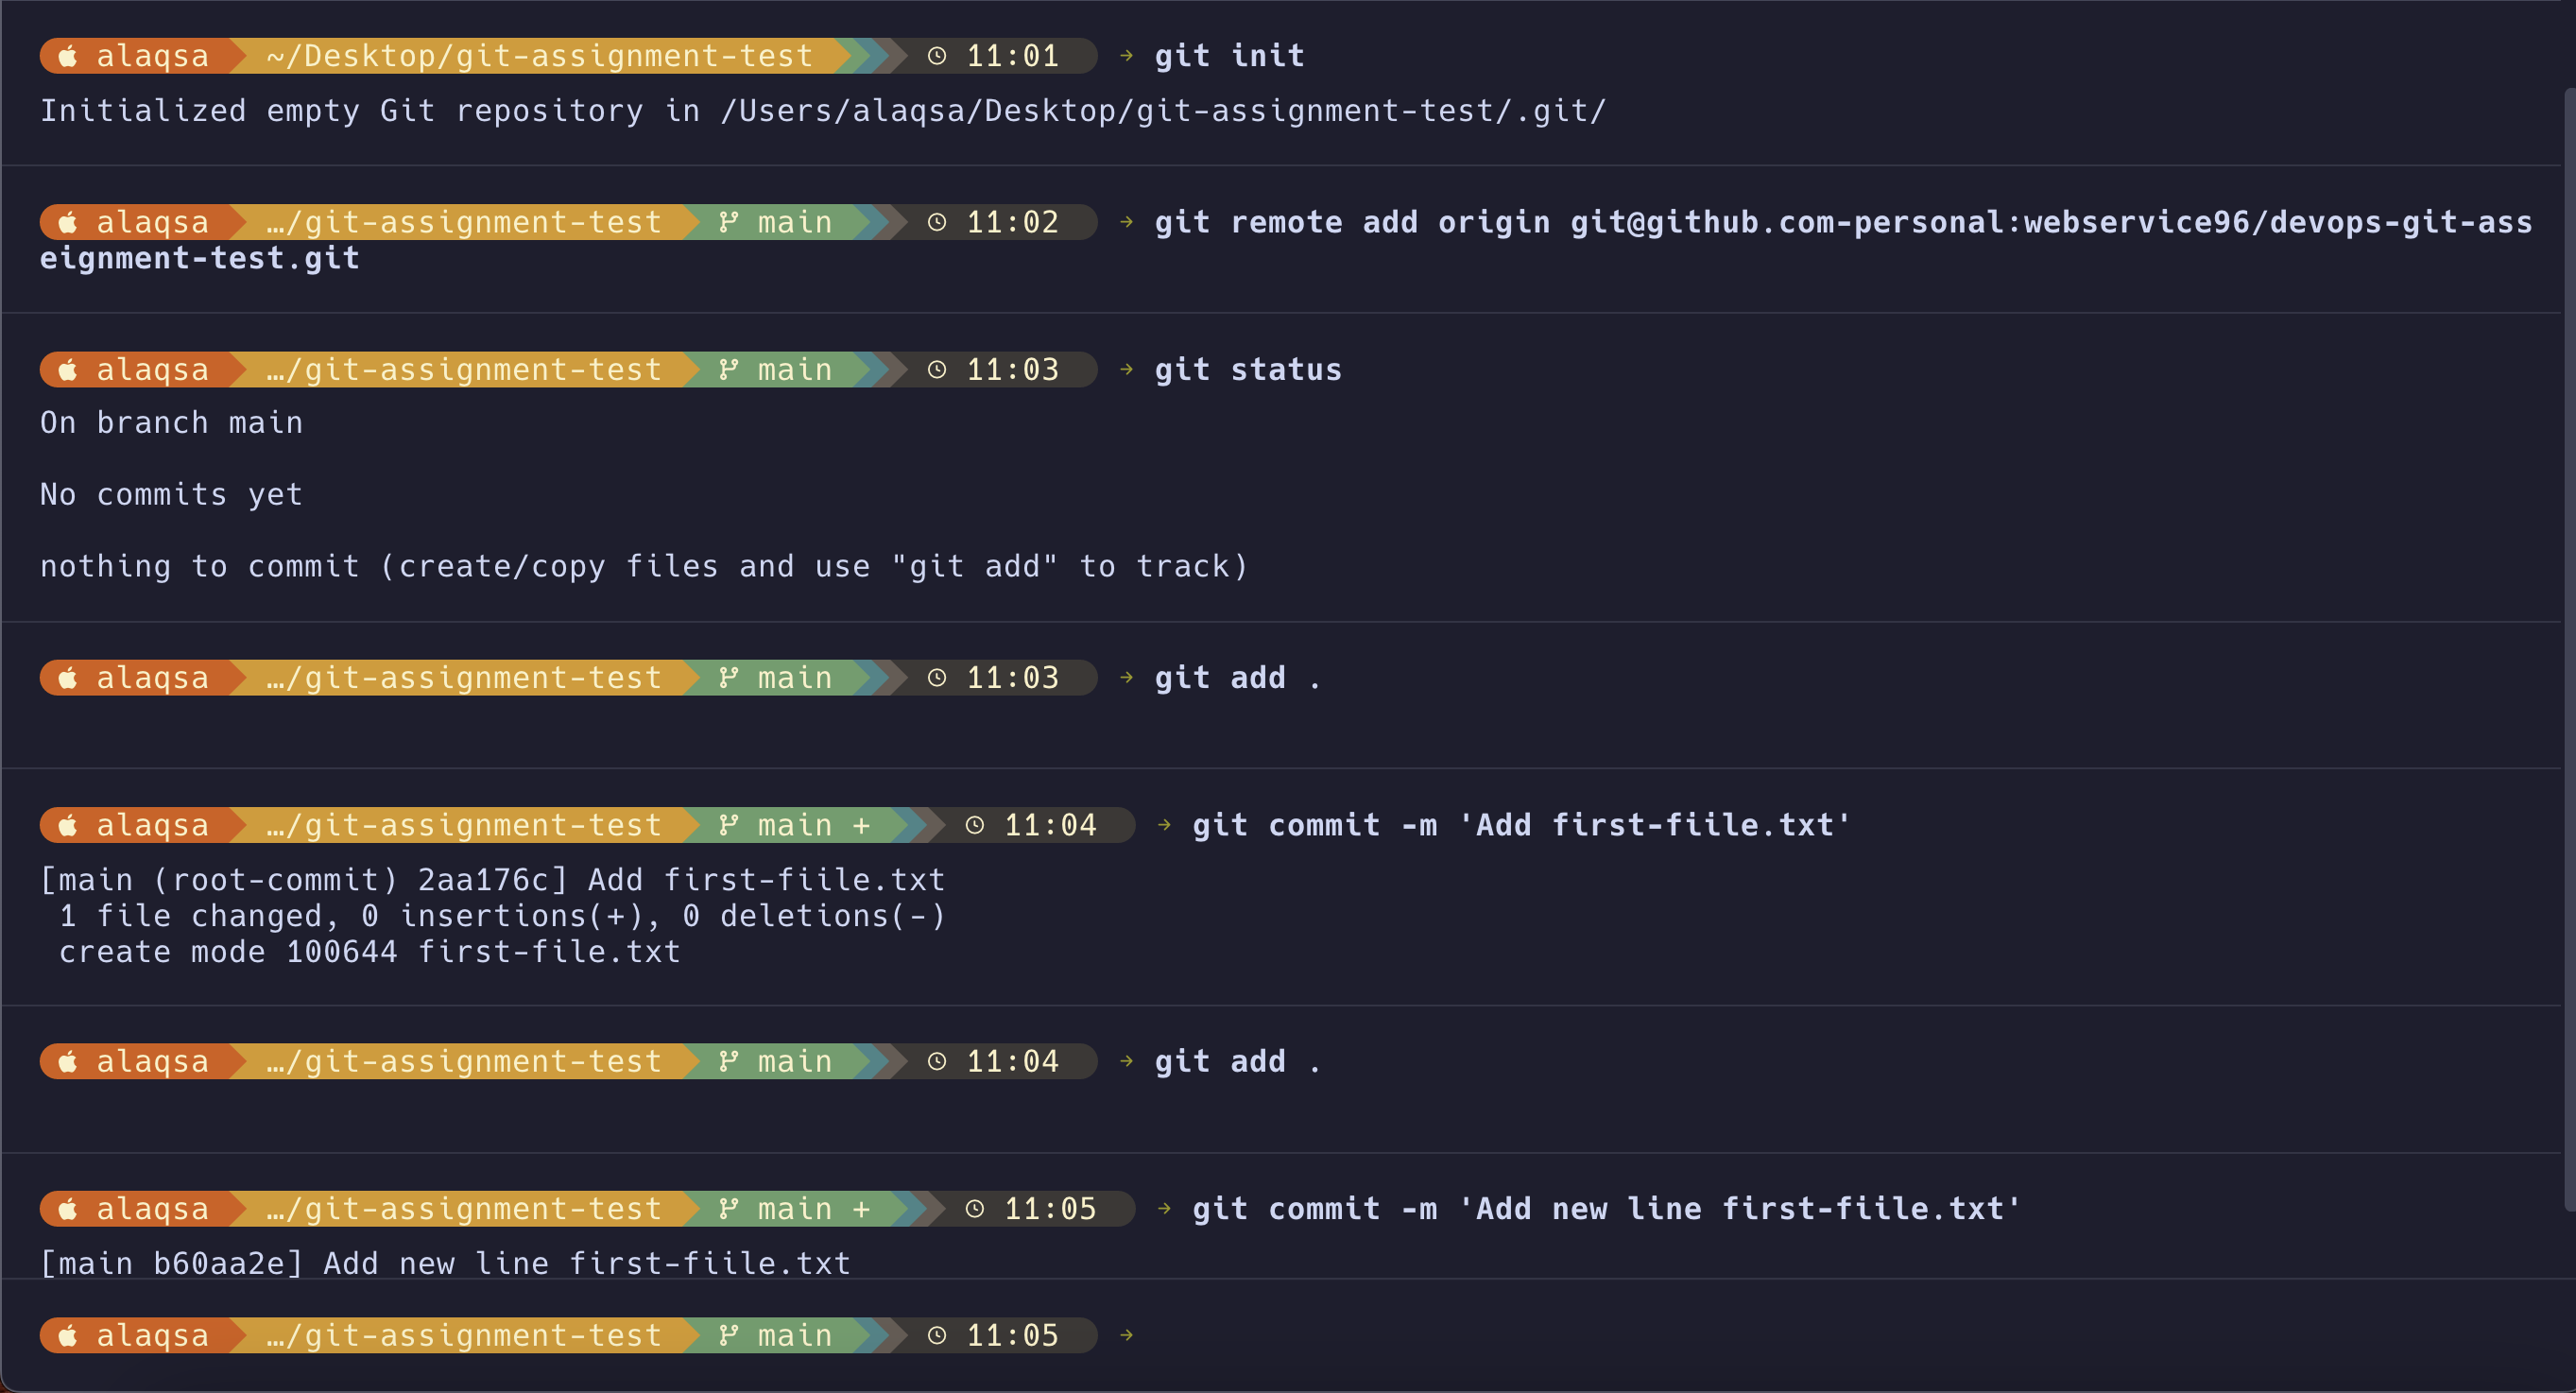 alaqsa ~/Desktop/git-assignment-test 11:01 → git init
Initialized empty Git repository in /Users/alaqsa/Desktop/git-assignment-test/.git/
alaqsa …/git-assignment-test main 11:02 → git remote add origin git@github.com-personal:webservice96/devops-git-ass
eignment-test.git
alaqsa …/git-assignment-test main 11:03 → git status
On branch main
No commits yet
nothing to commit (create/copy files and use "git add" to track)
alaqsa …/git-assignment-test main 11:03 → git add .
alaqsa …/git-assignment-test main + 11:04 → git commit -m 'Add first-fiile.txt'
[main (root-commit) 2aa176c] Add first-fiile.txt
1 file changed, 0 insertions(+), 0 deletions(-)
create mode 100644 first-file.txt
alaqsa …/git-assignment-test main 11:04 → git add .
alaqsa …/git-assignment-test main + 11:05 → git commit -m 'Add new line first-fiile.txt'
[main b60aa2e] Add new line first-fiile.txt
alaqsa …/git-assignment-test main 11:05 →